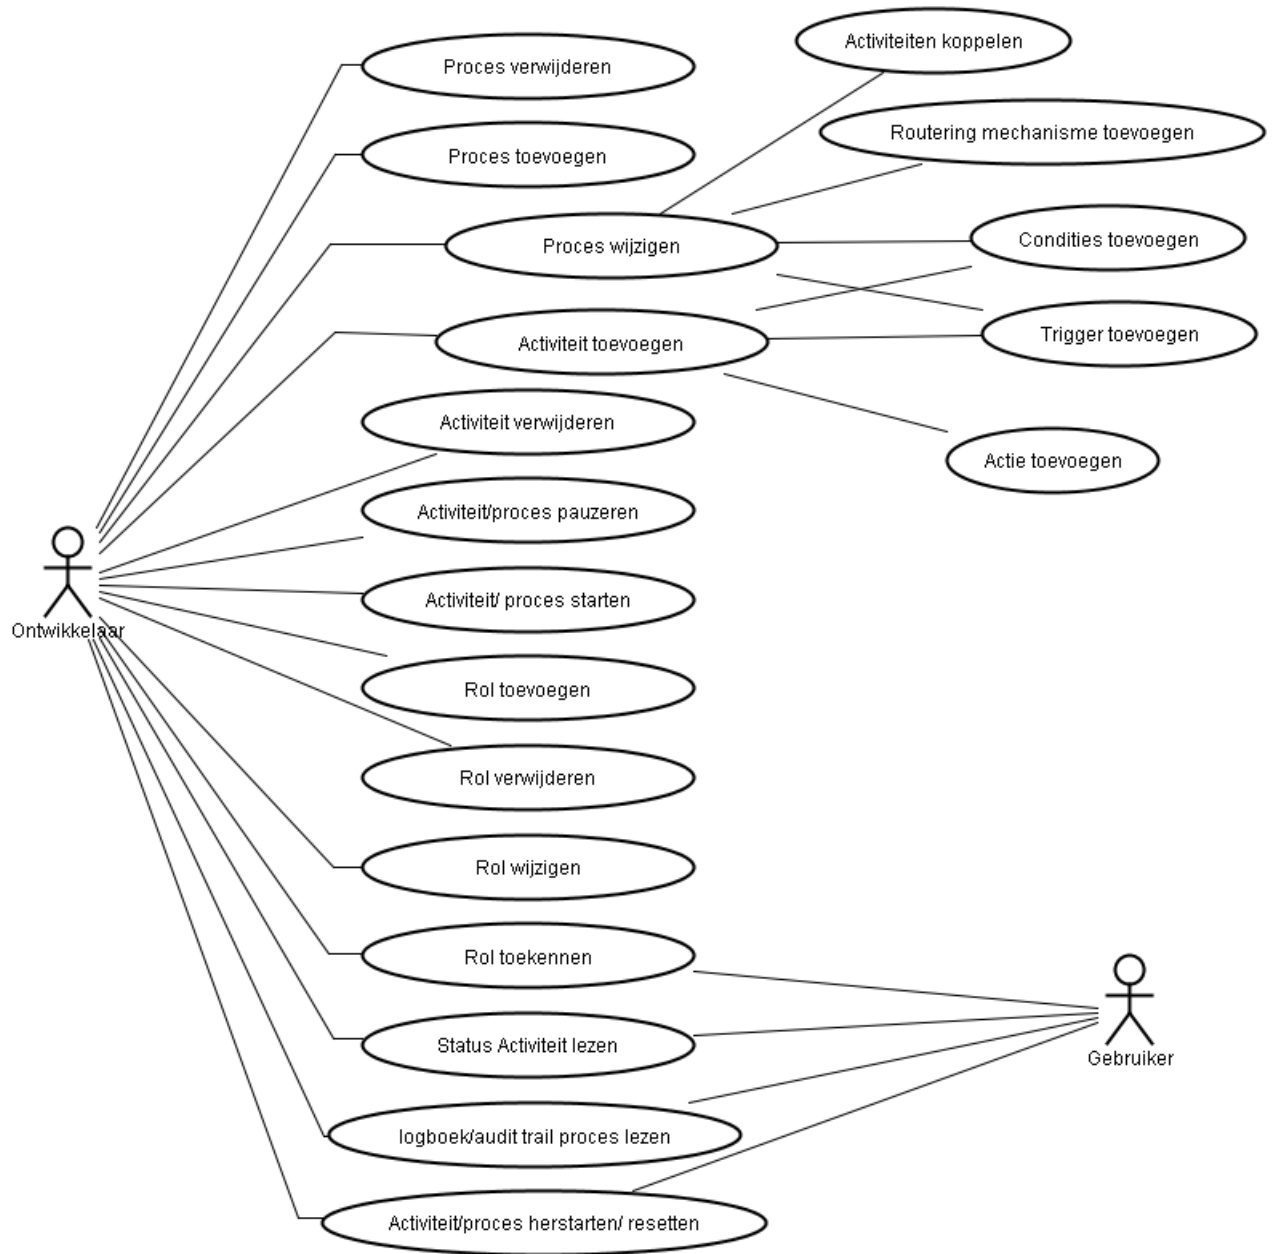 Activiteiten koppelen
Proces verwijderen
Routering mechanisme toevoegen
Proces toevoegen
Condities toevoegen
Proces wijzigen
Trigger toevoegen
Activiteit toevoegen
Activiteit verwijderen
Actie toevoegen
Activiteit/proces pauzeren
Activiteit/ proces starten
Ontwikkelaar
Rol toevoegen
Rol verwijderen
Rol wijzigen
Rol toekennen
Status Activiteit lezen
Gebruiker
logboek/audit trail proces lezen
Activiteit/proces herstarten/ resetten